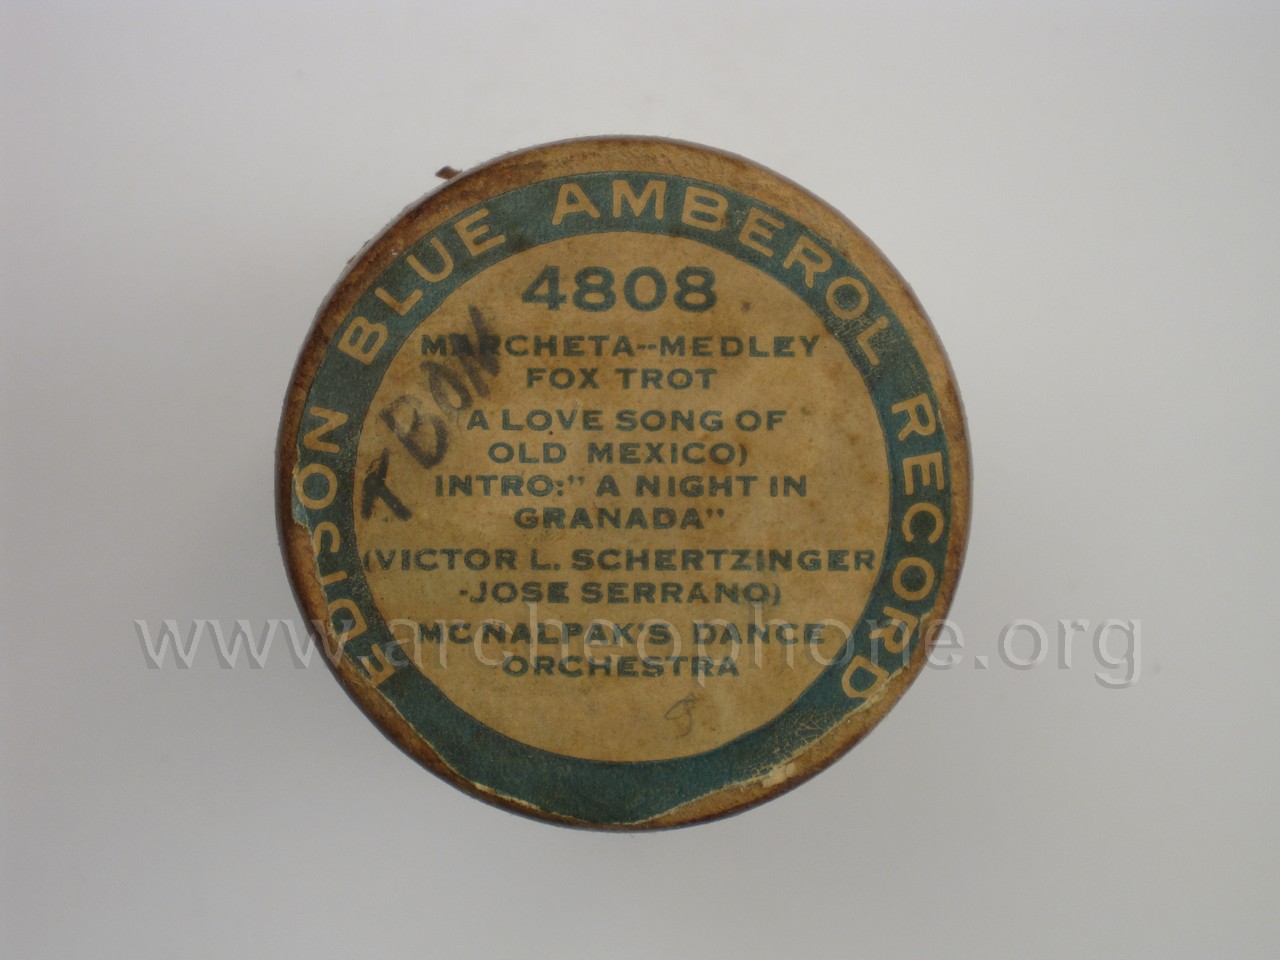 EDISON BLUE AMBEROL RECORD
4808
MARCHETA--MEDLEY
FOX TROT
A LOVE SONG OF
OLD MEXICO)
INTRO:" A NIGHT IN
GRANADA"
(VICTOR L. SCHERTZINGER
-JOSE SERRANO)
MC NALPAK'S DANCE
ORCHESTRA
T BON
www.archeophone.org